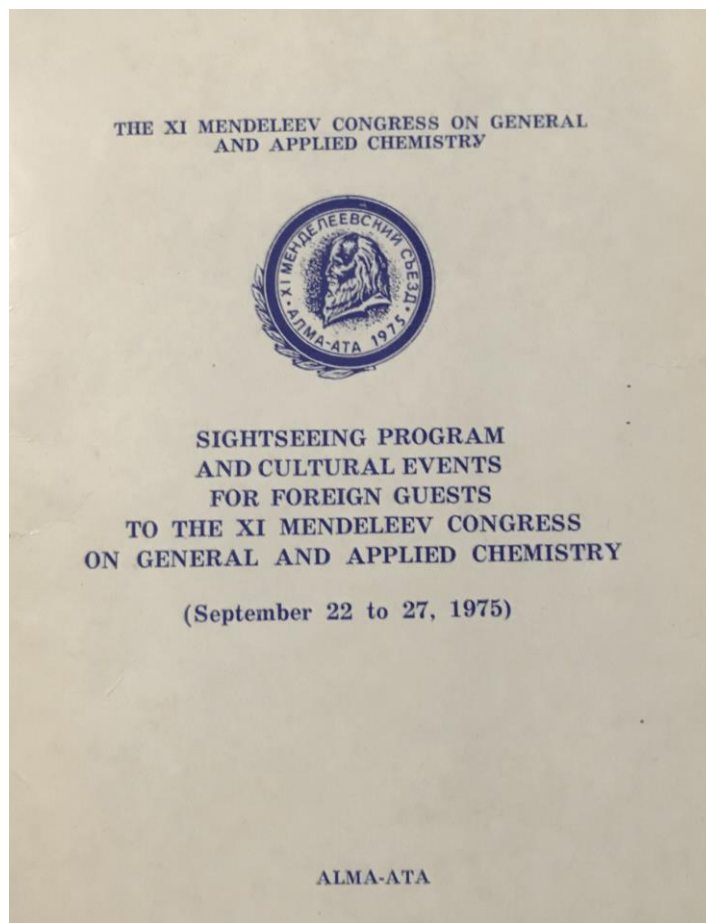 THE XI MENDELEEV CONGRESS ON GENERAL
AND APPLIED CHEMISTRY
XI МЕНДЕЛЕЕВСКИЙ СЪЕЗД
АЛМА-АТА 1975
SIGHTSEEING PROGRAM
AND CULTURAL EVENTS
FOR FOREIGN GUESTS
TO THE XI MENDELEEV CONGRESS
ON GENERAL AND APPLIED CHEMISTRY
(September 22 to 27, 1975)
ALMA-ATA